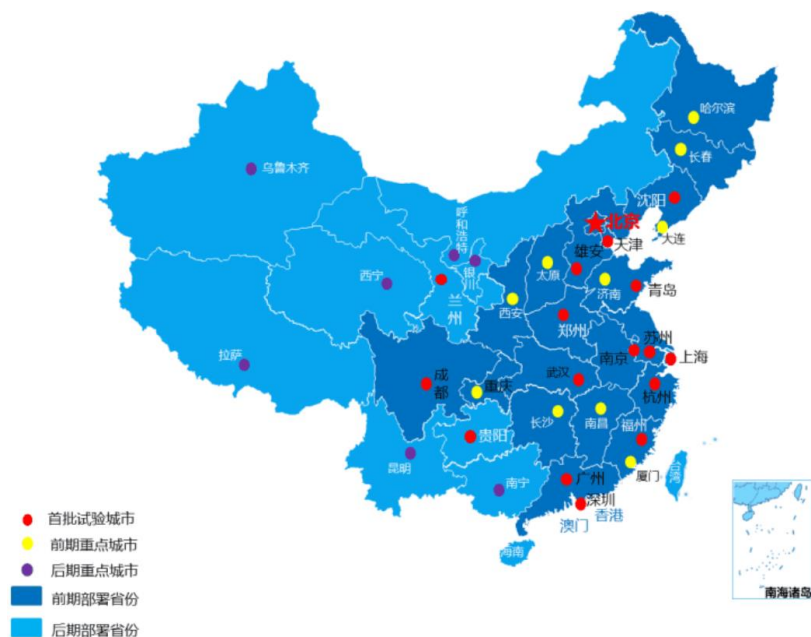 哈尔滨
长春
乌鲁木齐
沈阳
北京
呼和浩特
大连
天津
雄安
银川
太原
西宁
济南
青岛
兰州
西安
郑州
苏州
南京
上海
拉萨
武汉
成都
重庆
杭州
长沙
南昌
福州
贵阳
昆明
厦门
台湾
广州
南宁
深圳
香港
澳门
海南
首批试验城市
前期重点城市
后期重点城市
前期部署省份
后期部署省份
南海诸岛